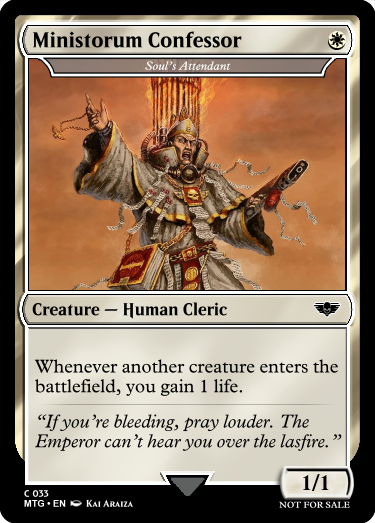 Ministorum Confessor
Soul's Attendant
Creature — Human Cleric
Whenever another creature enters the
battlefield, you gain 1 life.
"If you're bleeding, pray louder. The
Emperor can't hear you over the lasfire."
1/1
C 033
MTG • EN Kai Araiza
NOT FOR SALE